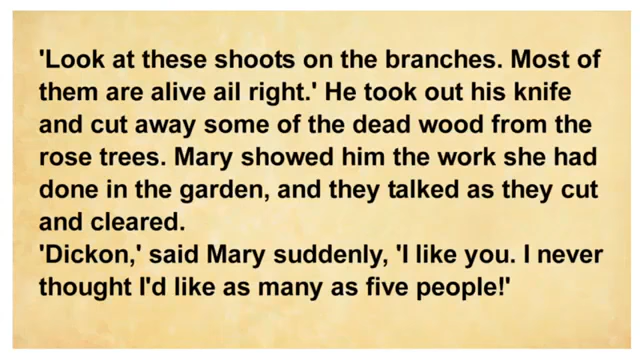 'Look at these shoots on the branches. Most of
them are alive ail right.' He took out his knife
and cut away some of the dead wood from the
rose trees. Mary showed him the work she had
done in the garden, and they talked as they cut
and cleared.
'Dickon,' said Mary suddenly, 'I like you. I never
thought I'd like as many as five people!'